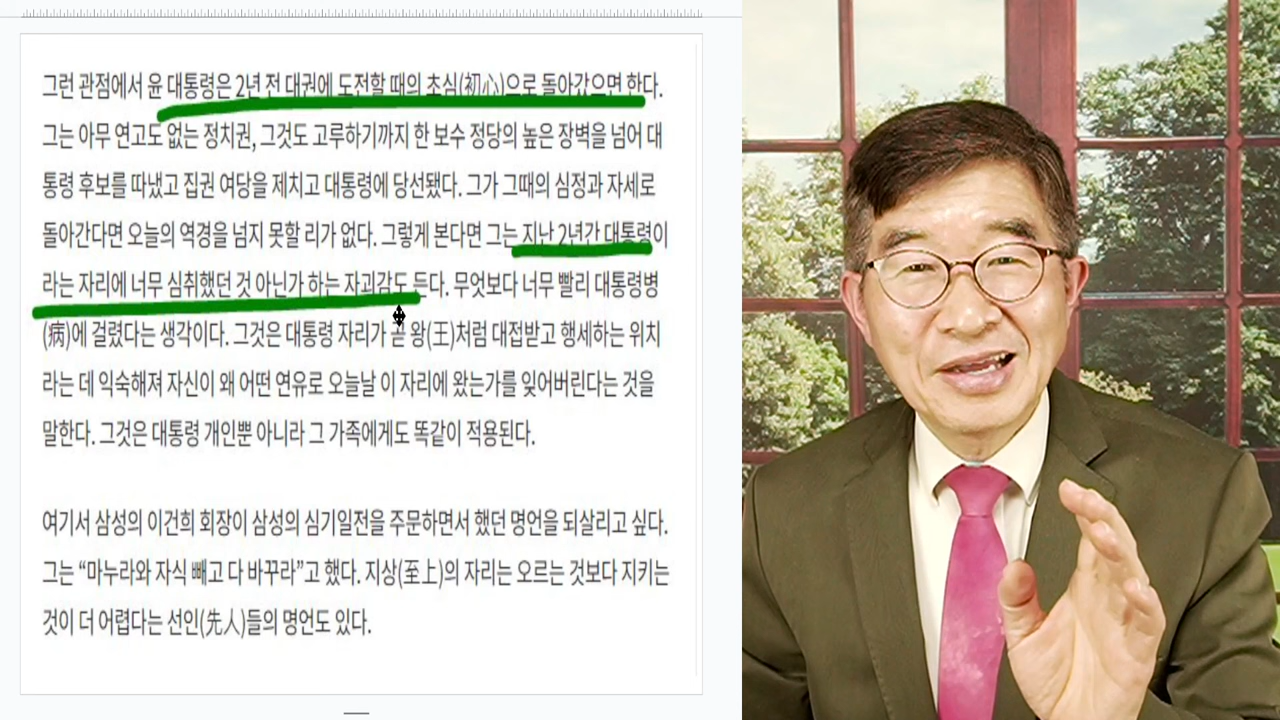 그런 관점에서 윤 대통령은 2년 전 대권에 도전할 때의 초심(初心)으로 돌아갔으면 한다.
그는 아무 연고도 없는 정치권, 그것도 고루하기까지 한 보수 정당의 높은 장벽을 넘어 대
통령 후보를 따냈고 집권 여당을 제치고 대통령에 당선됐다. 그가 그때의 심정과 자세로
돌아간다면 오늘의 역경을 넘지 못할 리가 없다. 그렇게 본다면 그는 지난 2년간 대통령이
라는 자리에 너무 심취했던 것 아닌가 하는 자괴감도 든다. 무엇보다 너무 빨리 대통령병
(病)에 걸렸다는 생각이다. 그것은 대통령 자리가 곧 왕(王)처럼 대접받고 행세하는 위치
라는 데 익숙해져 자신이 왜 어떤 연유로 오늘날 이 자리에 왔는가를 잊어버린다는 것을
말한다. 그것은 대통령 개인뿐 아니라 그 가족에게도 똑같이 적용된다.
여기서 삼성의 이건희 회장이 삼성의 심기일전을 주문하면서 했던 명언을 되살리고 싶다.
그는 “마누라와 자식 빼고 다 바꾸라”고 했다. 지상(至上)의 자리는 오르는 것보다 지키는
것이 더 어렵다는 선인(先人)들의 명언도 있다.